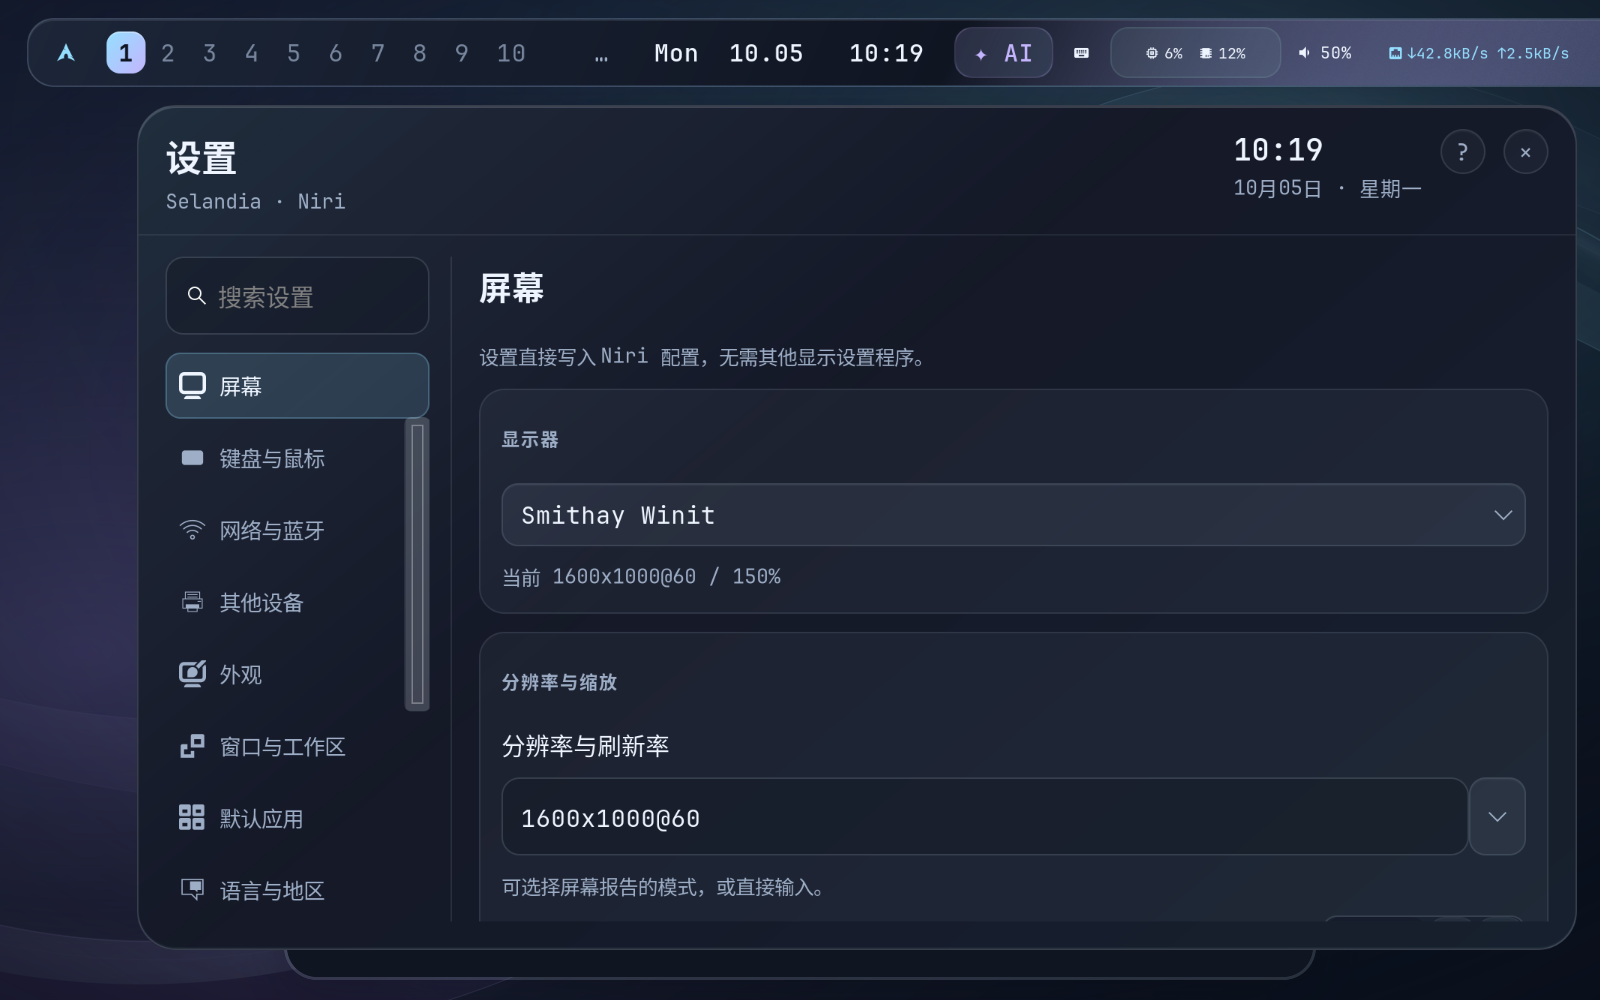 1 2 3 4 5 6 7 8 9 10 … Mon 10.05 10:19 ✦ AI 6% 12% 50% ↓42.8kB/s ↑2.5kB/s
设置
Selandia · Niri
10:19
10月05日 · 星期一
?
×
搜索设置
屏幕
键盘与鼠标
网络与蓝牙
其他设备
外观
窗口与工作区
默认应用
语言与地区
屏幕
设置直接写入 Niri 配置，无需其他显示设置程序。
显示器
Smithay Winit
当前 1600x1000@60 / 150%
分辨率与缩放
分辨率与刷新率
1600x1000@60
可选择屏幕报告的模式，或直接输入。